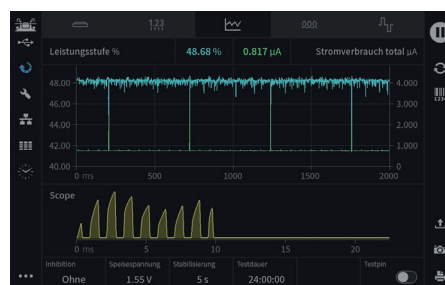 1.23
000
Leistungsstufe %
48.68 %
0.817 µA
Stromverbrauch total µA
48.00
4.000
46.00
3.000
44.00
2.000
42.00
1.000
40.00
0
0 ms
500
1000
1500
2000
Scope
0 ms
5
10
15
20
Inhibition
Speisespannung
Stabilisierung
Testdauer
Testpin
Ohne
1.55 V
5 s
24:00:00